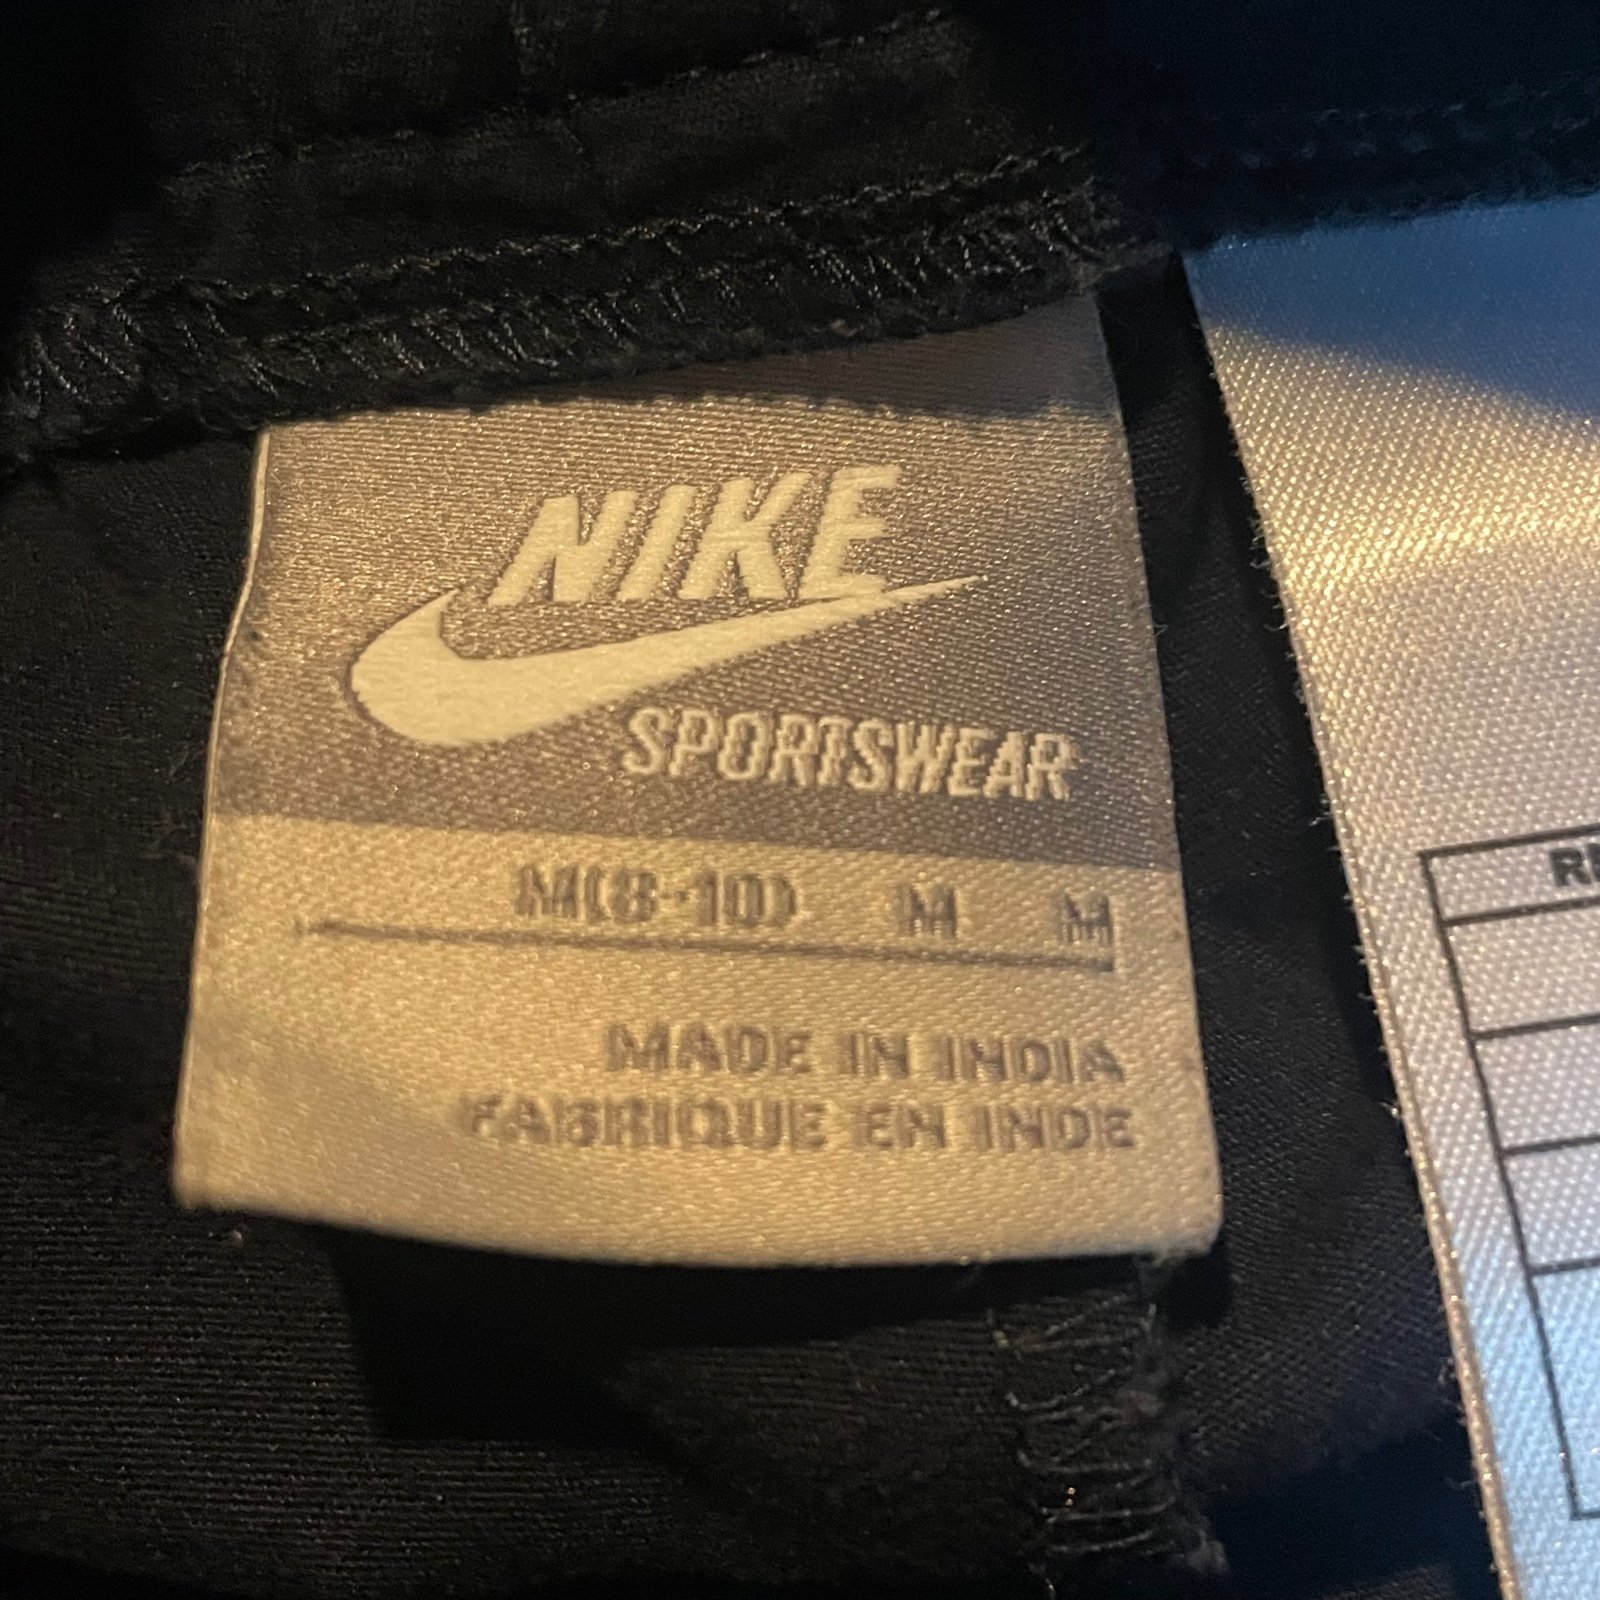 NIKE
SPORTSWEAR
M(8-10) M M
MADE IN INDIA
FABRIQUE EN INDE